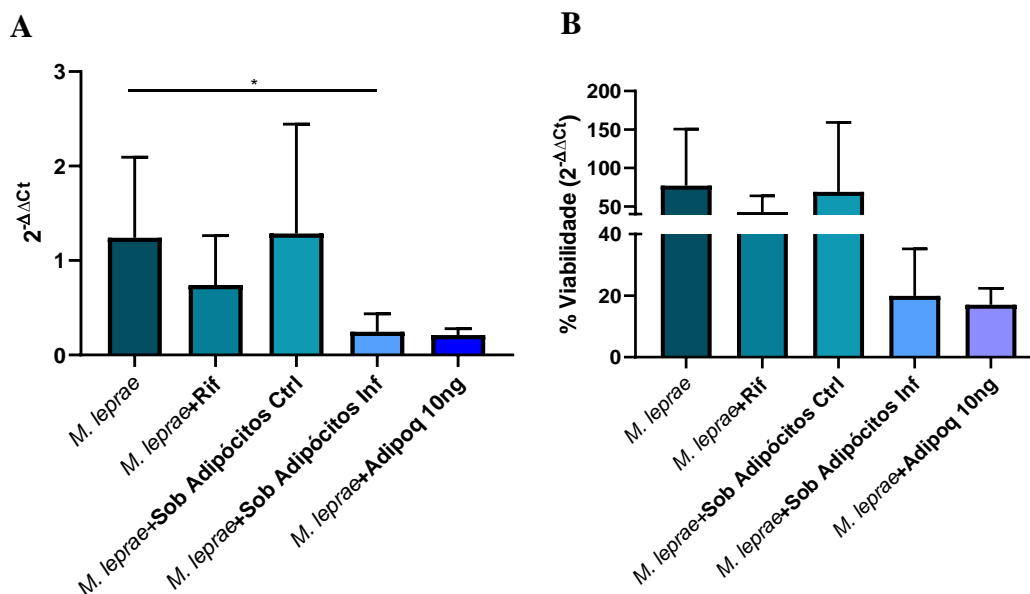 A
3
2
1
0
2-ΔΔCt
*
M. leprae
M. leprae+Rif
M. leprae+Sob Adipócitos Ctrl
M. leprae+Sob Adipócitos Inf
M. leprae+Adipoq 10ng
B
200
150
100
50
40
20
0
% Viabilidade (2-ΔΔCt)
M. leprae
M. leprae+Rif
M. leprae+Sob Adipócitos Ctrl
M. leprae+Sob Adipócitos Inf
M. leprae+Adipoq 10ng